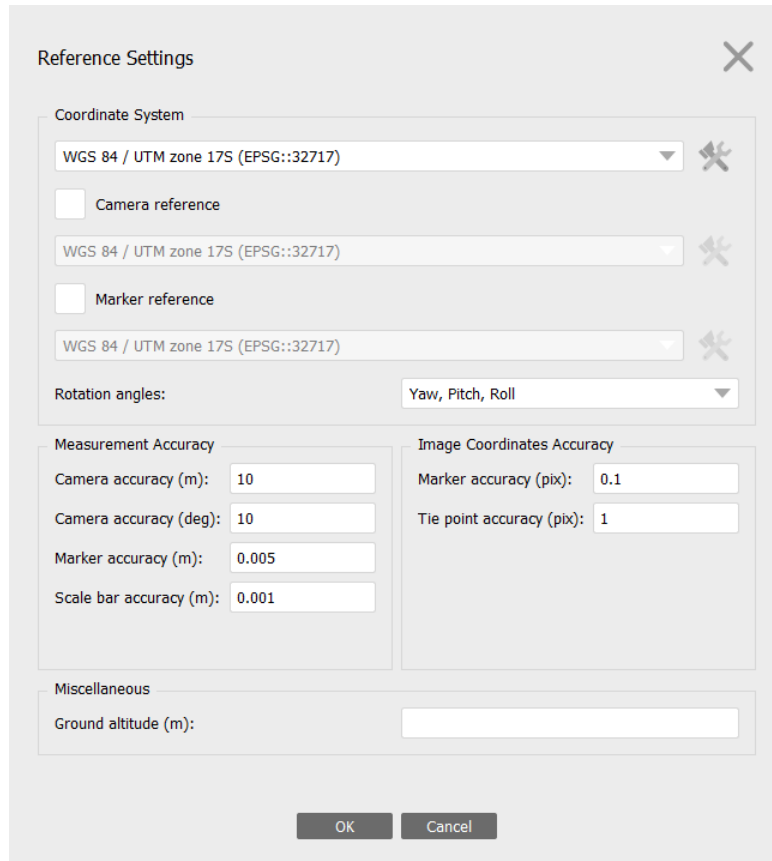 Reference Settings
Coordinate System
WGS 84 / UTM zone 17S (EPSG::32717)
Camera reference
WGS 84 / UTM zone 17S (EPSG::32717)
Marker reference
WGS 84 / UTM zone 17S (EPSG::32717)
Rotation angles: Yaw, Pitch, Roll
Measurement Accuracy
Camera accuracy (m): 10
Camera accuracy (deg): 10
Marker accuracy (m): 0.005
Scale bar accuracy (m): 0.001
Image Coordinates Accuracy
Marker accuracy (pix): 0.1
Tie point accuracy (pix): 1
Miscellaneous
Ground altitude (m):
OK Cancel